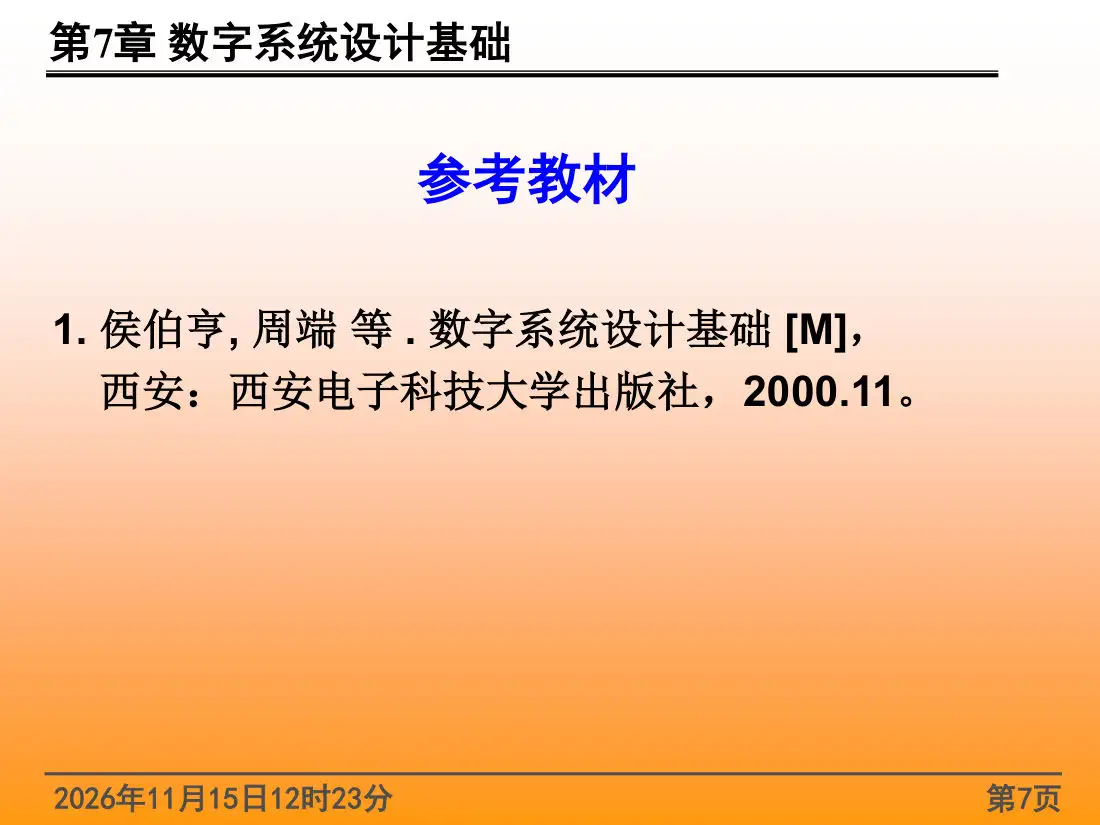 第7章 数字系统设计基础
参考教材
1. 侯伯亨, 周端 等 . 数字系统设计基础 [M]，
西安：西安电子科技大学出版社，2000.11。
2026年11月15日12时23分
第7页